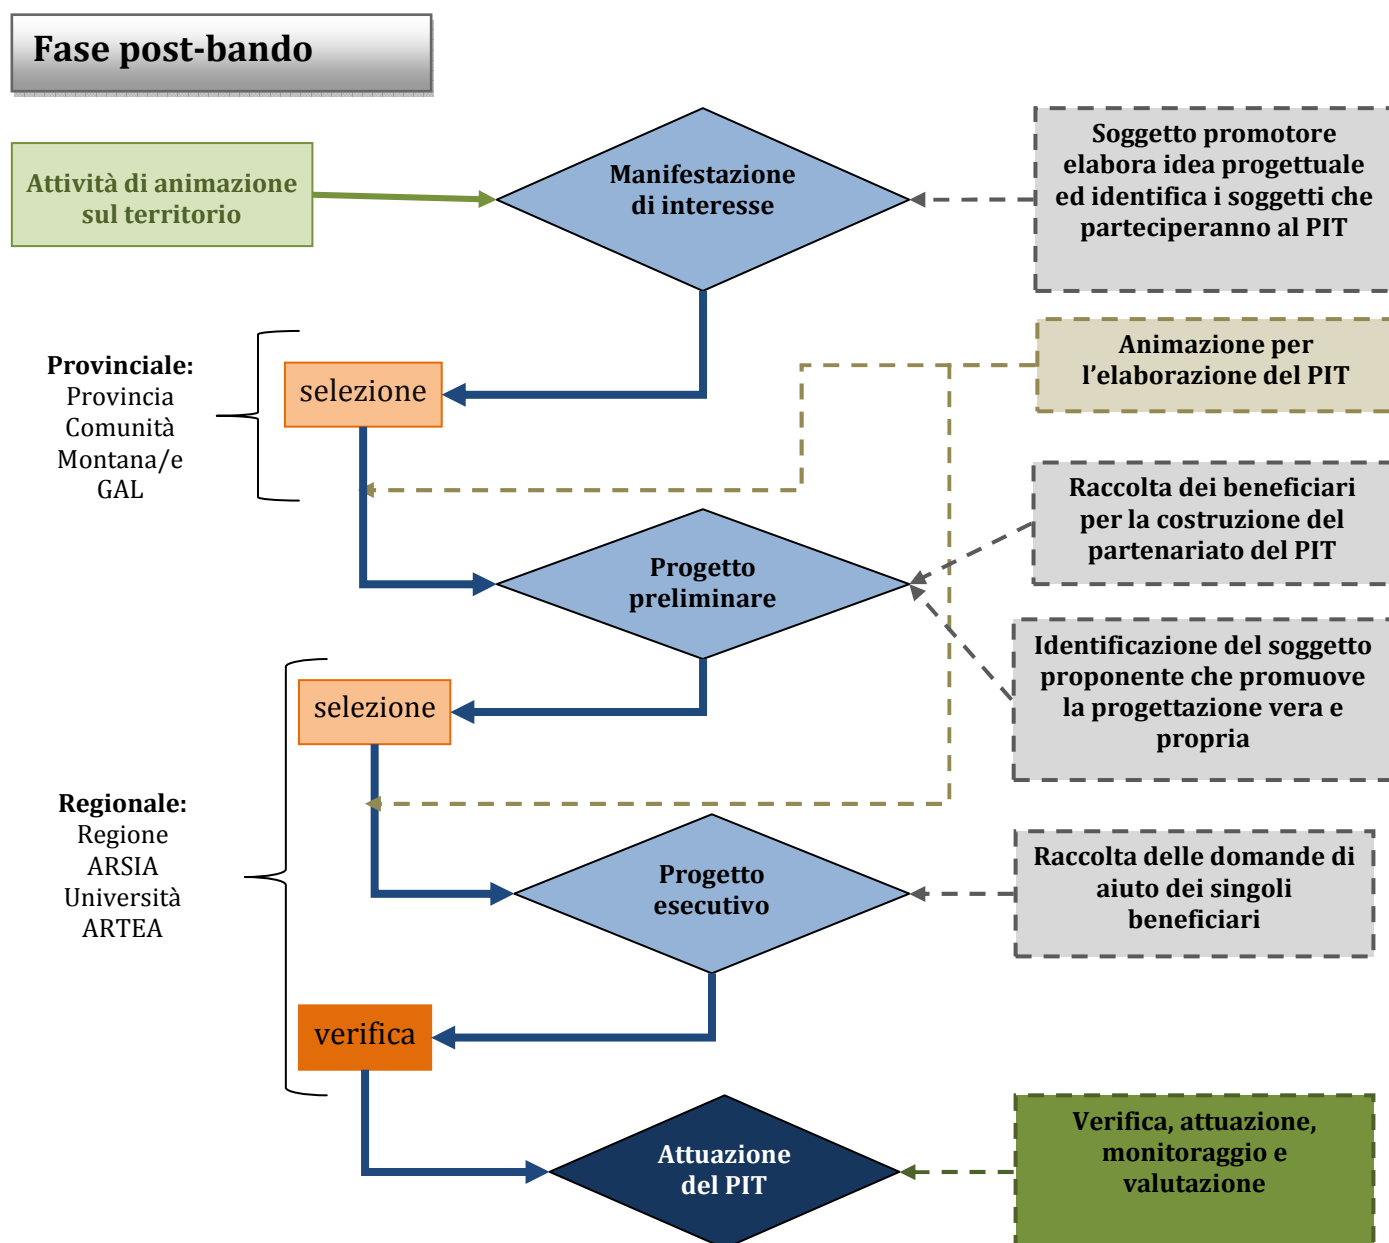 Fase post-bando
Attività di animazione
sul territorio
Manifestazione
di interesse
Soggetto promotore
elabora idea progettuale
ed identifica i soggetti che
parteciperanno al PIT
Provinciale:
Provincia
Comunità
Montana/e
GAL
selezione
Animazione per
l'elaborazione del PIT
Raccolta dei beneficiari
per la costruzione del
partenariato del PIT
Progetto
preliminare
Identificazione del soggetto
proponente che promuove
la progettazione vera e
propria
selezione
Regionale:
Regione
ARSIA
Università
ARTEA
Progetto
esecutivo
Raccolta delle domande di
aiuto dei singoli
beneficiari
verifica
Attuazione
del PIT
Verifica, attuazione,
monitoraggio e
valutazione